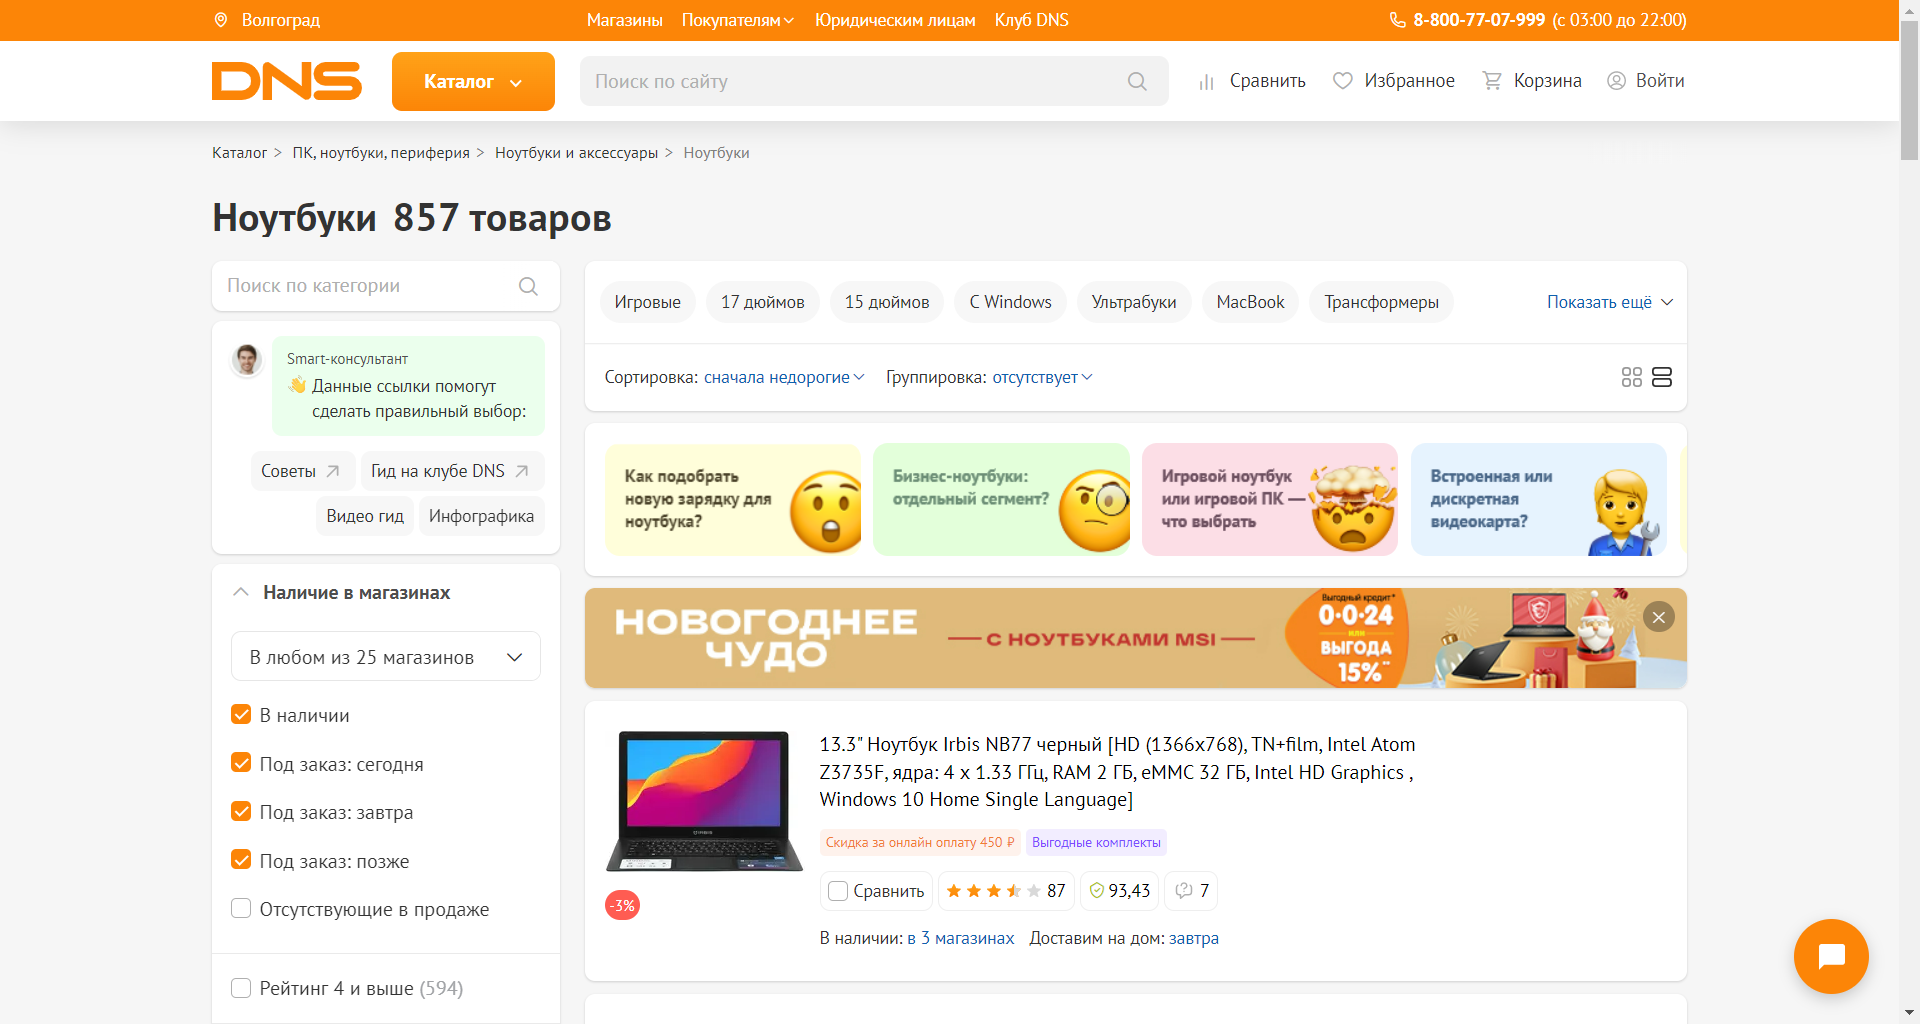 Волгоград
Магазины Покупателям Юридическим лицам Клуб DNS
8-800-77-07-999 (с 03:00 до 22:00)
DNS
Каталог
Поиск по сайту
Сравнить Избранное Корзина Войти
Каталог > ПК, ноутбуки, периферия > Ноутбуки и аксессуары > Ноутбуки
Ноутбуки 857 товаров
Поиск по категории
Smart-консультант
👋 Данные ссылки помогут
сделать правильный выбор:
Советы Гид на клубе DNS
Видео гид Инфографика
Наличие в магазинах
В любом из 25 магазинов
В наличии
Под заказ: сегодня
Под заказ: завтра
Под заказ: позже
Отсутствующие в продаже
Рейтинг 4 и выше (594)
Игровые 17 дюймов 15 дюймов С Windows Ультрабуки MacBook Трансформеры Показать ещё
Сортировка: сначала недорогие Группировка: отсутствует
Как подобрать
новую зарядку для
ноутбука?
Бизнес-ноутбуки:
отдельный сегмент?
Игровой ноутбук
или игровой ПК —
что выбрать
Встроенная или
дискретная
видеокарта?
НОВОГОДНЕЕ
ЧУДО
С НОУТБУКАМИ MSI
Выгодный кредит*
0·0·24
или
ВЫГОДА
15%**
13.3" Ноутбук Irbis NB77 черный [HD (1366x768), TN+film, Intel Atom
Z3735F, ядра: 4 х 1.33 ГГц, RAM 2 ГБ, eMMC 32 ГБ, Intel HD Graphics ,
Windows 10 Home Single Language]
Скидка за онлайн оплату 450 ₽ Выгодные комплекты
Сравнить 87 93,43 7
-3%
В наличии: в 3 магазинах Доставим на дом: завтра